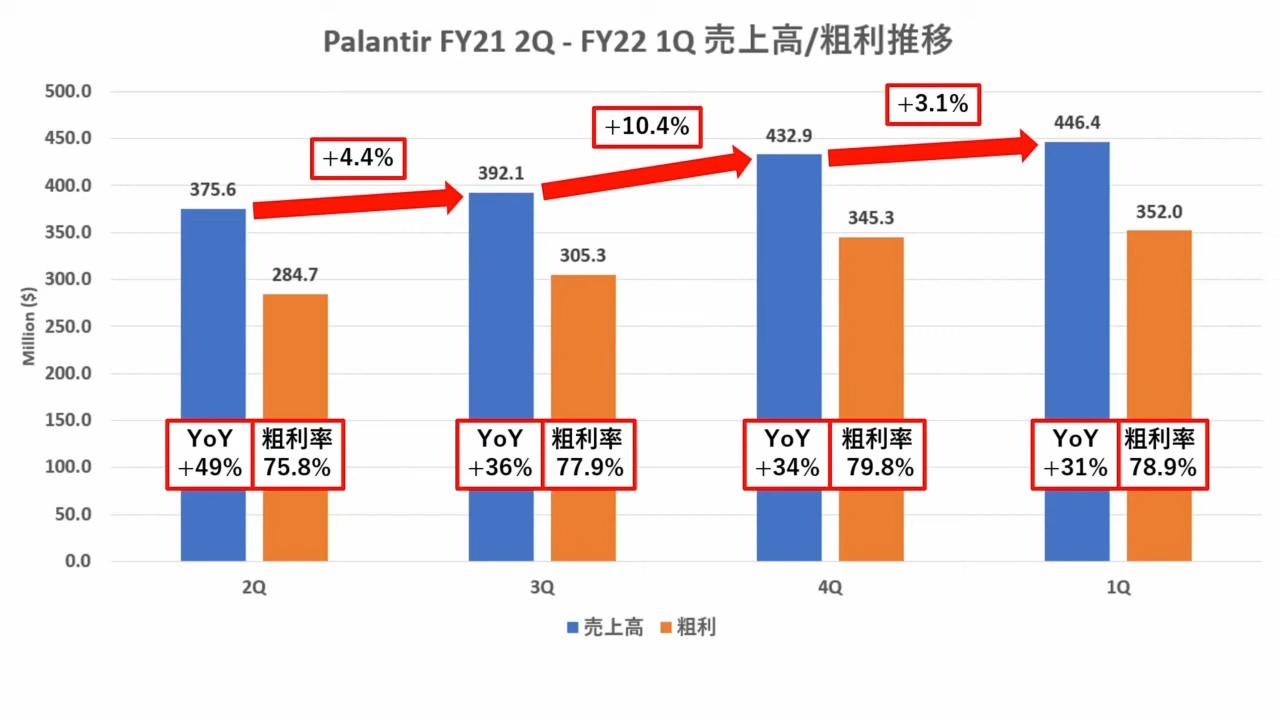 Palantir FY21 2Q - FY22 1Q 売上高/粗利推移
Million ($)
500.0
450.0
400.0
350.0
300.0
250.0
200.0
150.0
100.0
50.0
0.0
+4.4%
+10.4%
+3.1%
375.6
284.7
392.1
305.3
432.9
345.3
446.4
352.0
YoY
+49%
粗利率
75.8%
YoY
+36%
粗利率
77.9%
YoY
+34%
粗利率
79.8%
YoY
+31%
粗利率
78.9%
2Q
3Q
4Q
1Q
売上高
粗利